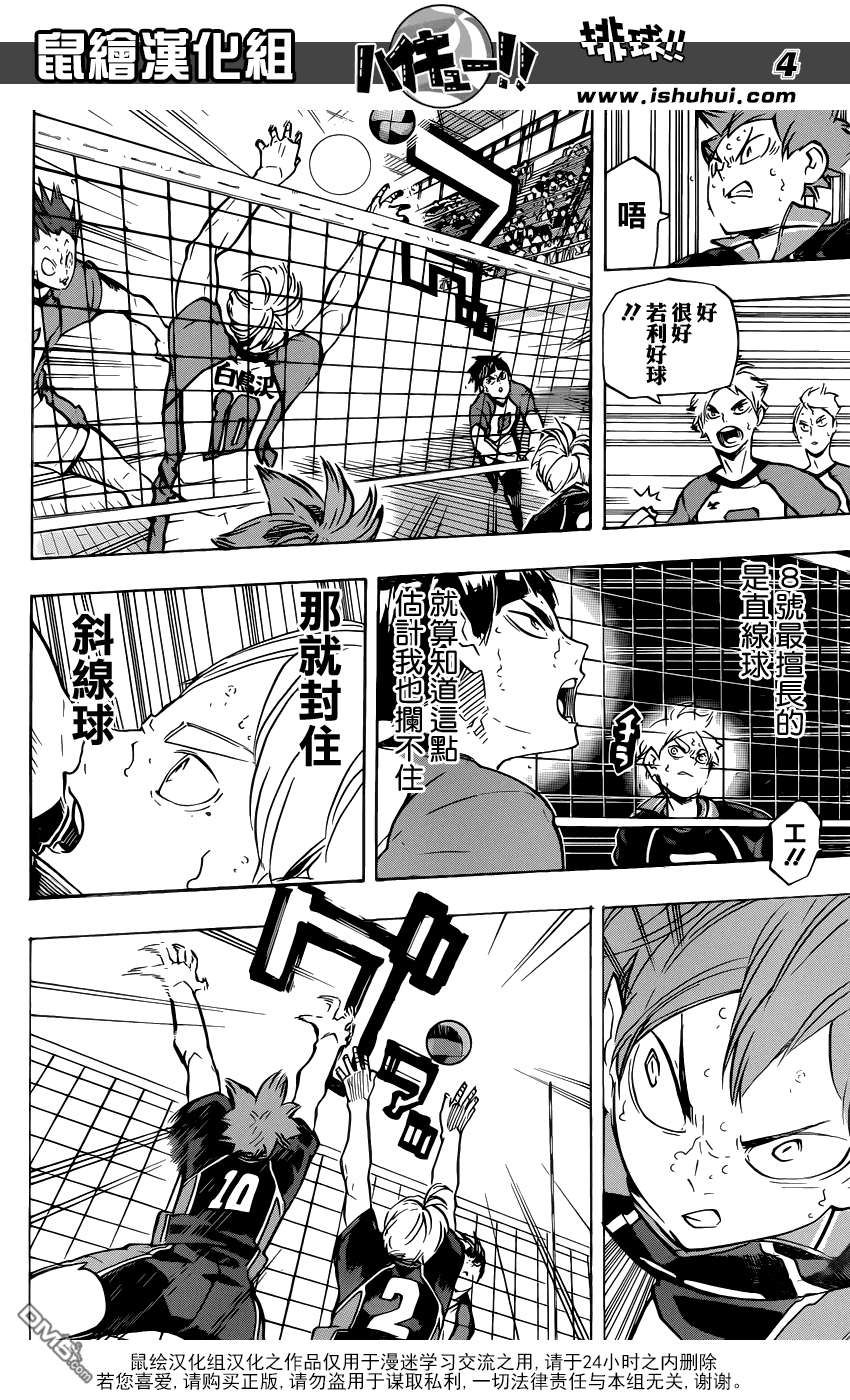 鼠繪漢化組
ハイキュー!!
排球!!
4
www.ishuhui.com
唔
好
很好
若利好球
!!
白鳥沢
10
8號最擅長的
是直線球
工!!
就算知道這點
估計我也攔不住
那就封住
斜線球
10
2
鼠绘汉化组汉化之作品仅用于漫迷学习交流之用,请于24小时之内删除
若您喜爱,请购买正版,请勿盗用于谋取私利,一切法律责任与本组无关,谢谢。